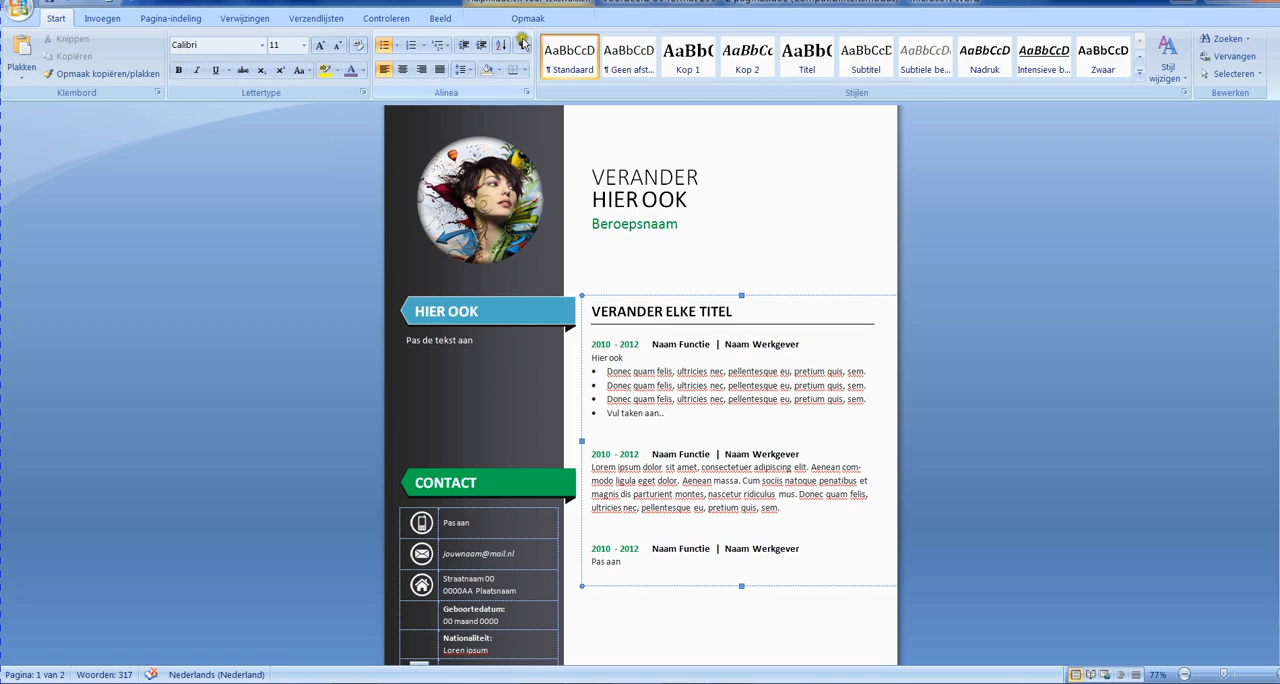 Start Invoegen Pagina-indeling Verwijzingen Verzendlijsten Controleren Beeld Opmaak
Plakken
Knippen
Kopiëren
Opmaak kopiëren/plakken
Klembord
Calibri 11
B I U abc x₂ x² Aa ab A
Lettertype
Alinea
AaBbCcD AaBbCcD AaBbC AaBbCc AaBbC AaBbCcC AaBbCcD AaBbCcD AaBbCcD AaBbCcD
¶ Standaard ¶ Geen afst... Kop 1 Kop 2 Titel Subtitel Subtiele be... Nadruk Intensieve b... Zwaar
Stijl
wijzigen
Stijlen
Zoeken
Vervangen
Selecteren
Bewerken
VERANDER
HIER OOK
Beroepsnaam
HIER OOK
Pas de tekst aan
CONTACT
Pas aan
jouwnaam@mail.nl
Straatnaam 00
0000AA Plaatsnaam
Geboortedatum:
00 maand 0000
Nationaliteit:
Loren ipsum
VERANDER ELKE TITEL
2010 - 2012 Naam Functie | Naam Werkgever
Hier ook
• Donec quam felis, ultricies nec, pellentesque eu, pretium quis, sem.
• Donec quam felis, ultricies nec, pellentesque eu, pretium quis, sem.
• Donec quam felis, ultricies nec, pellentesque eu, pretium quis, sem.
• Vul taken aan..
2010 - 2012 Naam Functie | Naam Werkgever
Lorem ipsum dolor sit amet, consectetuer adipiscing elit. Aenean com-
modo ligula eget dolor. Aenean massa. Cum sociis natoque penatibus et
magnis dis parturient montes, nascetur ridiculus mus. Donec quam felis,
ultricies nec, pellentesque eu, pretium quis, sem.
2010 - 2012 Naam Functie | Naam Werkgever
Pas aan
Pagina: 1 van 2 Woorden: 317 Nederlands (Nederland) 77%